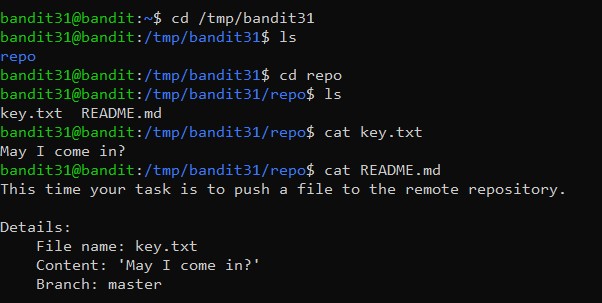 bandit31@bandit:~$ cd /tmp/bandit31
bandit31@bandit:/tmp/bandit31$ ls
repo
bandit31@bandit:/tmp/bandit31$ cd repo
bandit31@bandit:/tmp/bandit31/repo$ ls
key.txt  README.md
bandit31@bandit:/tmp/bandit31/repo$ cat key.txt
May I come in?
bandit31@bandit:/tmp/bandit31/repo$ cat README.md
This time your task is to push a file to the remote repository.

Details:
    File name: key.txt
    Content: 'May I come in?'
    Branch: master